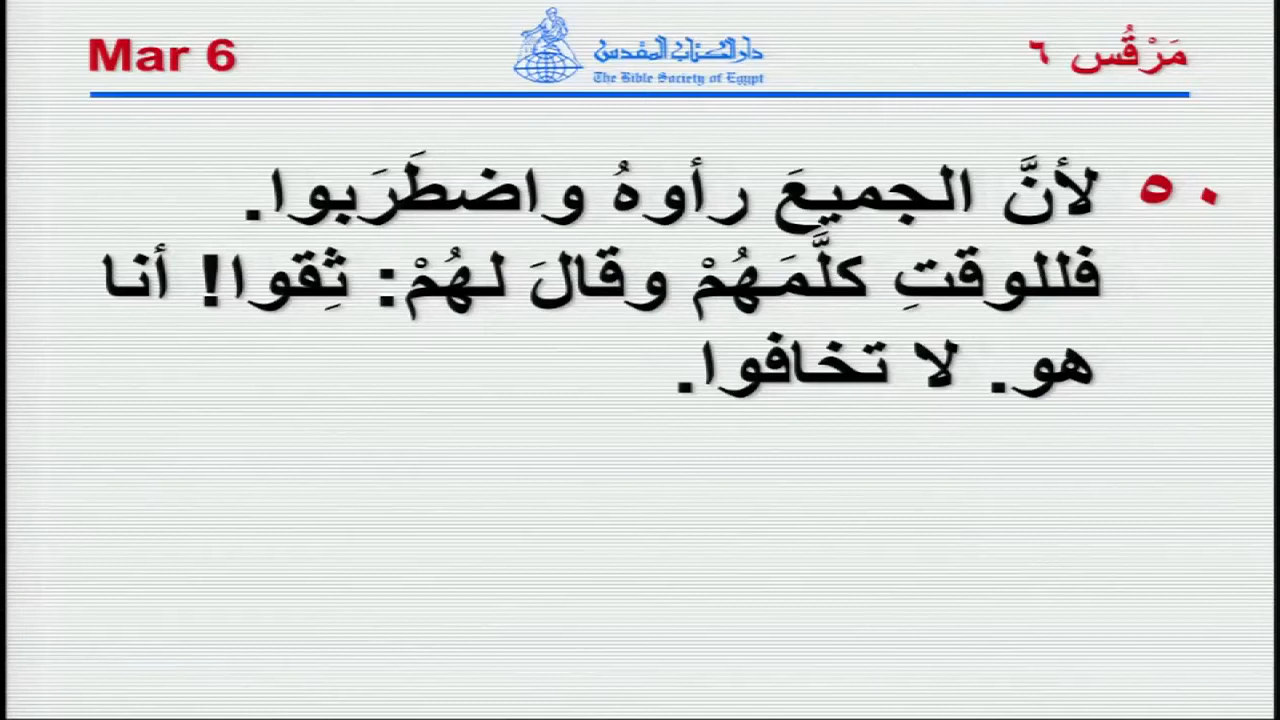 Mar 6
دار الكتاب المقدس
The Bible Society of Egypt
مَرْقُس ٦
٥٠ لأنَّ الجميعَ رأوهُ واضطَرَبوا.
فللوقتِ كلَّمَهُمْ وقالَ لهُمْ: ثِقوا! أنا
هو. لا تخافوا.